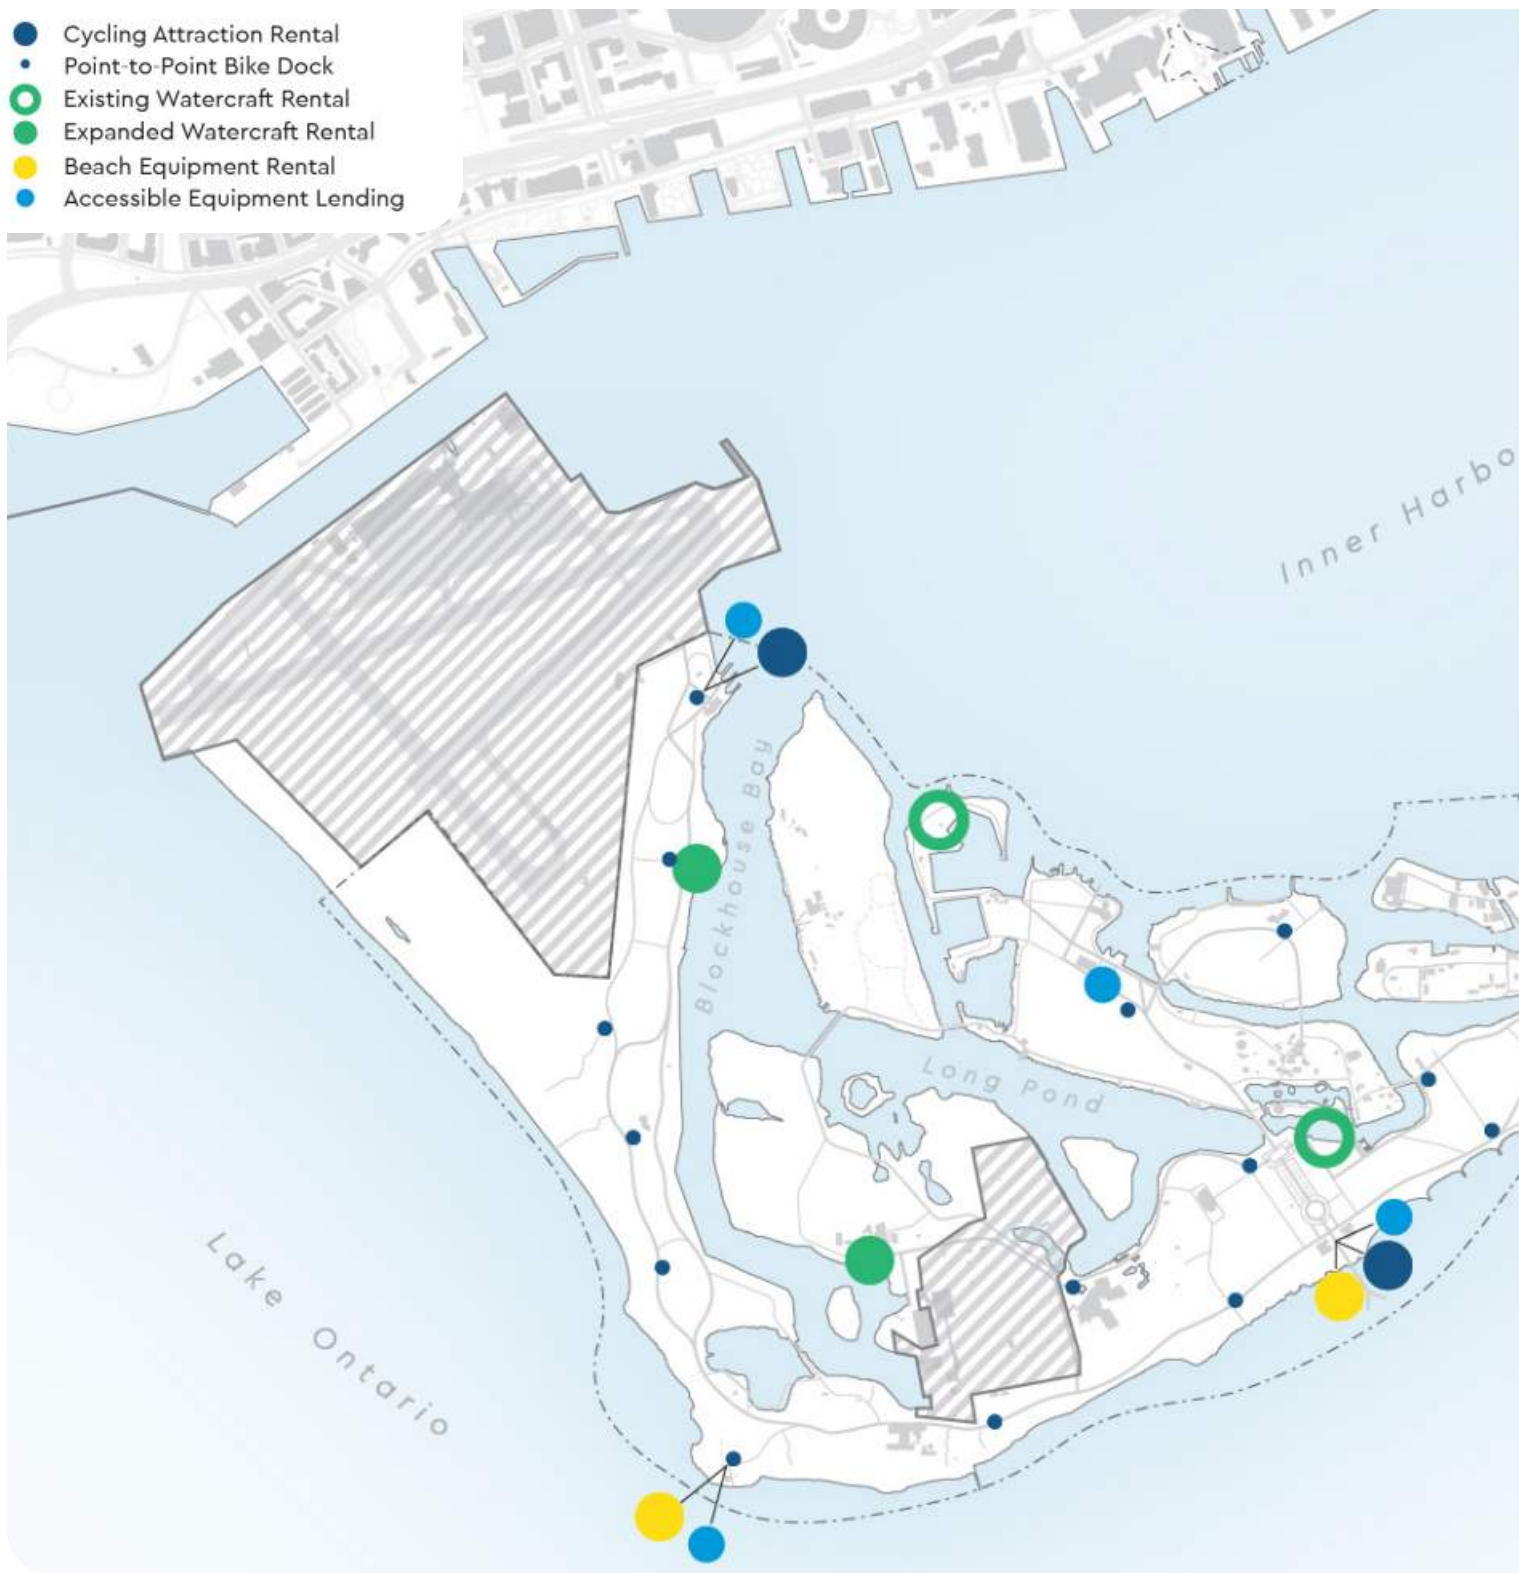 Cycling Attraction Rental
Point-to-Point Bike Dock
Existing Watercraft Rental
Expanded Watercraft Rental
Beach Equipment Rental
Accessible Equipment Lending
Inner Harbo
Blockhouse Bay
Long Pond
Lake Ontario